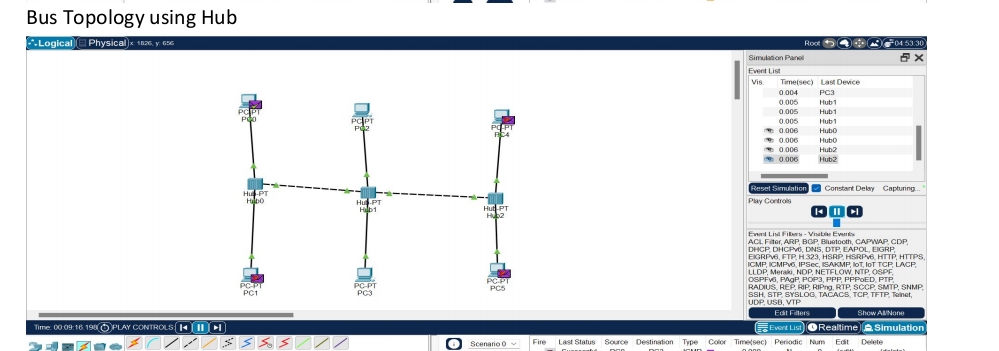 Bus Topology using Hub
Logical Physical x: 1826, y: 656
Root 04:53:30
Simulation Panel
Event List
Vis. Time(sec) Last Device
0.004 PC3
0.005 Hub1
0.005 Hub1
0.005 Hub1
0.006 Hub0
0.006 Hub0
0.006 Hub2
0.006 Hub2
Reset Simulation Constant Delay Capturing...
Play Controls
Event List Filters - Visible Events
ACL Filter, ARP, BGP, Bluetooth, CAPWAP, CDP,
DHCP, DHCPv6, DNS, DTP, EAPOL, EIGRP,
EIGRPv6, FTP, H.323, HSRP, HSRPv6, HTTP, HTTPS,
ICMP, ICMPv6, IPSec, ISAKMP, IoT, IoT TCP, LACP,
LLDP, Meraki, NDP, NETFLOW, NTP, OSPF,
OSPFv6, PAgP, POP3, PPP, PPPoED, PTP,
RADIUS, REP, RIP, RIPng, RTP, SCCP, SMTP, SNMP,
SSH, STP, SYSLOG, TACACS, TCP, TFTP, Telnet,
UDP, USB, VTP
Edit Filters Show All/None
PC-PT
PC0
PC-PT
PC2
PC-PT
PC4
Hub-PT
Hub0
Hub-PT
Hub1
Hub-PT
Hub2
PC-PT
PC1
PC-PT
PC3
PC-PT
PC5
Time: 00:09:16.198 PLAY CONTROLS
Event List Realtime Simulation
Scenario 0 Fire Last Status Source Destination Type Color Time(sec) Periodic Num Edit Delete
Successful PC0 PC3 ICMP 0.000 N 0 (edit) (delete)